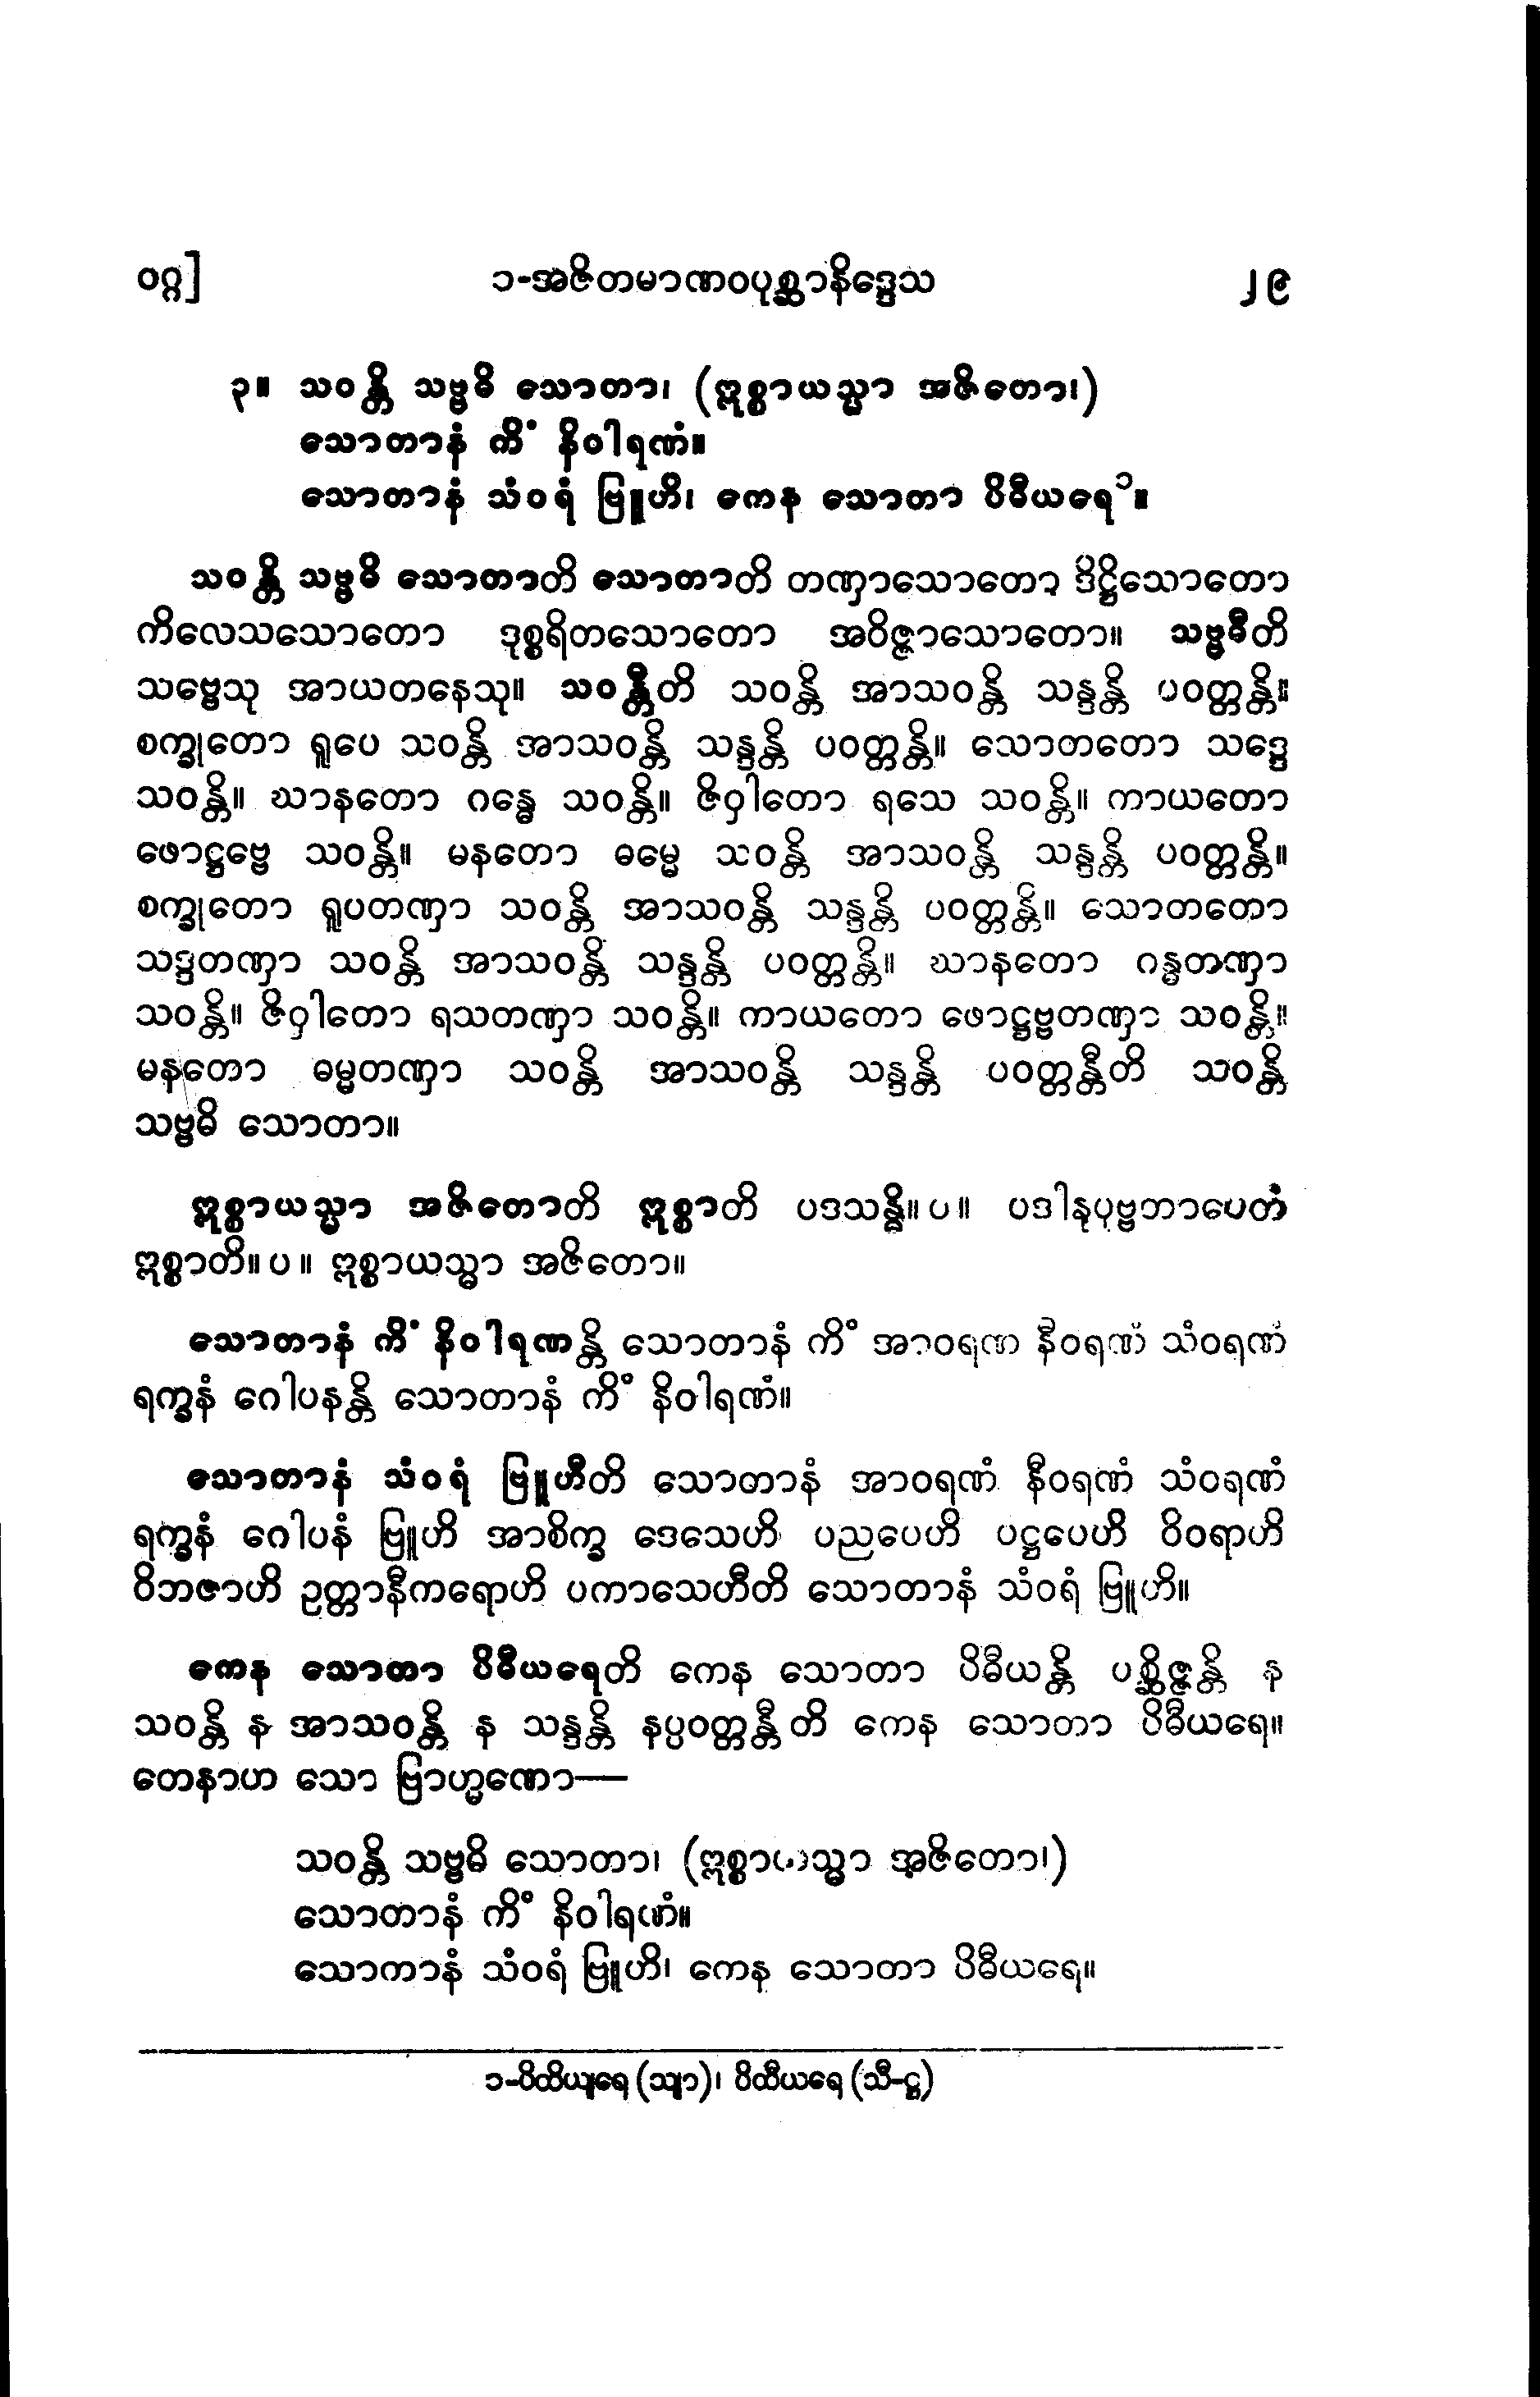 ဝဂ္ဂ] ၁-အဇိတမာဏဝပုစ္ဆာနိဒ္ဒေသ ၂၉
၃။ သဝန္တိ သဗ္ဗဓိ သောတာ၊ (ဣစ္စာယသ္မာ အဇိတော၊)
သောတာနံ ကိံ နိဝါရဏံ။
သောတာနံ သံဝရံ ဗြူဟိ၊ ကေန သောတာ ပိဓီယရေ ၁။
သဝန္တိ သဗ္ဗဓိ သောတာတိ သောတာတိ တဏှာသောတော ဒိဋ္ဌိသောတော
ကိလေသသောတော ဒုစ္စရိတသောတော အဝိဇ္ဇာသောတော။ သဗ္ဗဓီတိ
သဗ္ဗေသု အာယတနေသု။ သဝန္တီတိ သဝန္တိ အာသဝန္တိ သန္ဒန္တိ ပဝတ္တန္တိ။
စက္ခုတော ရူပေ သဝန္တိ အာသဝန္တိ သန္ဒန္တိ ပဝတ္တန္တိ။ သောတတော သဒ္ဒေ
သဝန္တိ။ ဃာနတော ဂန္ဓေ သဝန္တိ။ ဇိဝှါတော ရသေ သဝန္တိ။ ကာယတော
ဖောဋ္ဌဗ္ဗေ သဝန္တိ။ မနတော ဓမ္မေ သဝန္တိ အာသဝန္တိ သန္ဒန္တိ ပဝတ္တန္တိ။
စက္ခုတော ရူပတဏှာ သဝန္တိ အာသဝန္တိ သန္ဒန္တိ ပဝတ္တန္တိ။ သောတတော
သဒ္ဒတဏှာ သဝန္တိ အာသဝန္တိ သန္ဒန္တိ ပဝတ္တန္တိ။ ဃာနတော ဂန္ဓတဏှာ
သဝန္တိ။ ဇိဝှါတော ရသတဏှာ သဝန္တိ။ ကာယတော ဖောဋ္ဌဗ္ဗတဏှာ သဝန္တိ။
မနတော ဓမ္မတဏှာ သဝန္တိ အာသဝန္တိ သန္ဒန္တိ ပဝတ္တန္တီတိ သဝန္တိ
သဗ္ဗဓိ သောတာ။
ဣစ္စာယသ္မာ အဇိတောတိ ဣစ္စာတိ ပဒသန္ဓိ။ ပ ။ ပဒါနုပုဗ္ဗတာပေတံ
ဣစ္စာတိ။ ပ ။ ဣစ္စာယသ္မာ အဇိတော။
သောတာနံ ကိံ နိဝါရဏန္တိ သောတာနံ ကိံ အာဝရဏံ နီဝရဏံ သံဝရဏံ
ရက္ခနံ ဂေါပနန္တိ သောတာနံ ကိံ နိဝါရဏံ။
သောတာနံ သံဝရံ ဗြူဟီတိ သောတာနံ အာဝရဏံ နီဝရဏံ သံဝရဏံ
ရက္ခနံ ဂေါပနံ ဗြူဟိ အာစိက္ခ ဒေသေဟိ ပညပေဟိ ပဋ္ဌပေဟိ ဝိဝရာဟိ
ဝိဘဇာဟိ ဥတ္တာနီကရောဟိ ပကာသေဟီတိ သောတာနံ သံဝရံ ဗြူဟိ။
ကေန သောတာ ပိဓီယရေတိ ကေန သောတာ ပိဓီယန္တိ ပစ္ဆိဇ္ဇန္တိ န
သဝန္တိ န အာသဝန္တိ န သန္ဒန္တိ နပ္ပဝတ္တန္တီတိ ကေန သောတာ ပိဓီယရေ။
တေနာဟ သော ဗြာဟ္မဏော—
သဝန္တိ သဗ္ဗဓိ သောတာ၊ (ဣစ္စာယသ္မာ အဇိတော၊)
သောတာနံ ကိံ နိဝါရဏံ။
သောကာနံ သံဝရံ ဗြူဟိ၊ ကေန သောတာ ပိဓီယရေ။
၁-ပိထိယျရေ (သျာ)၊ ပိထီယရေ (သီ-ဋ္ဌ)